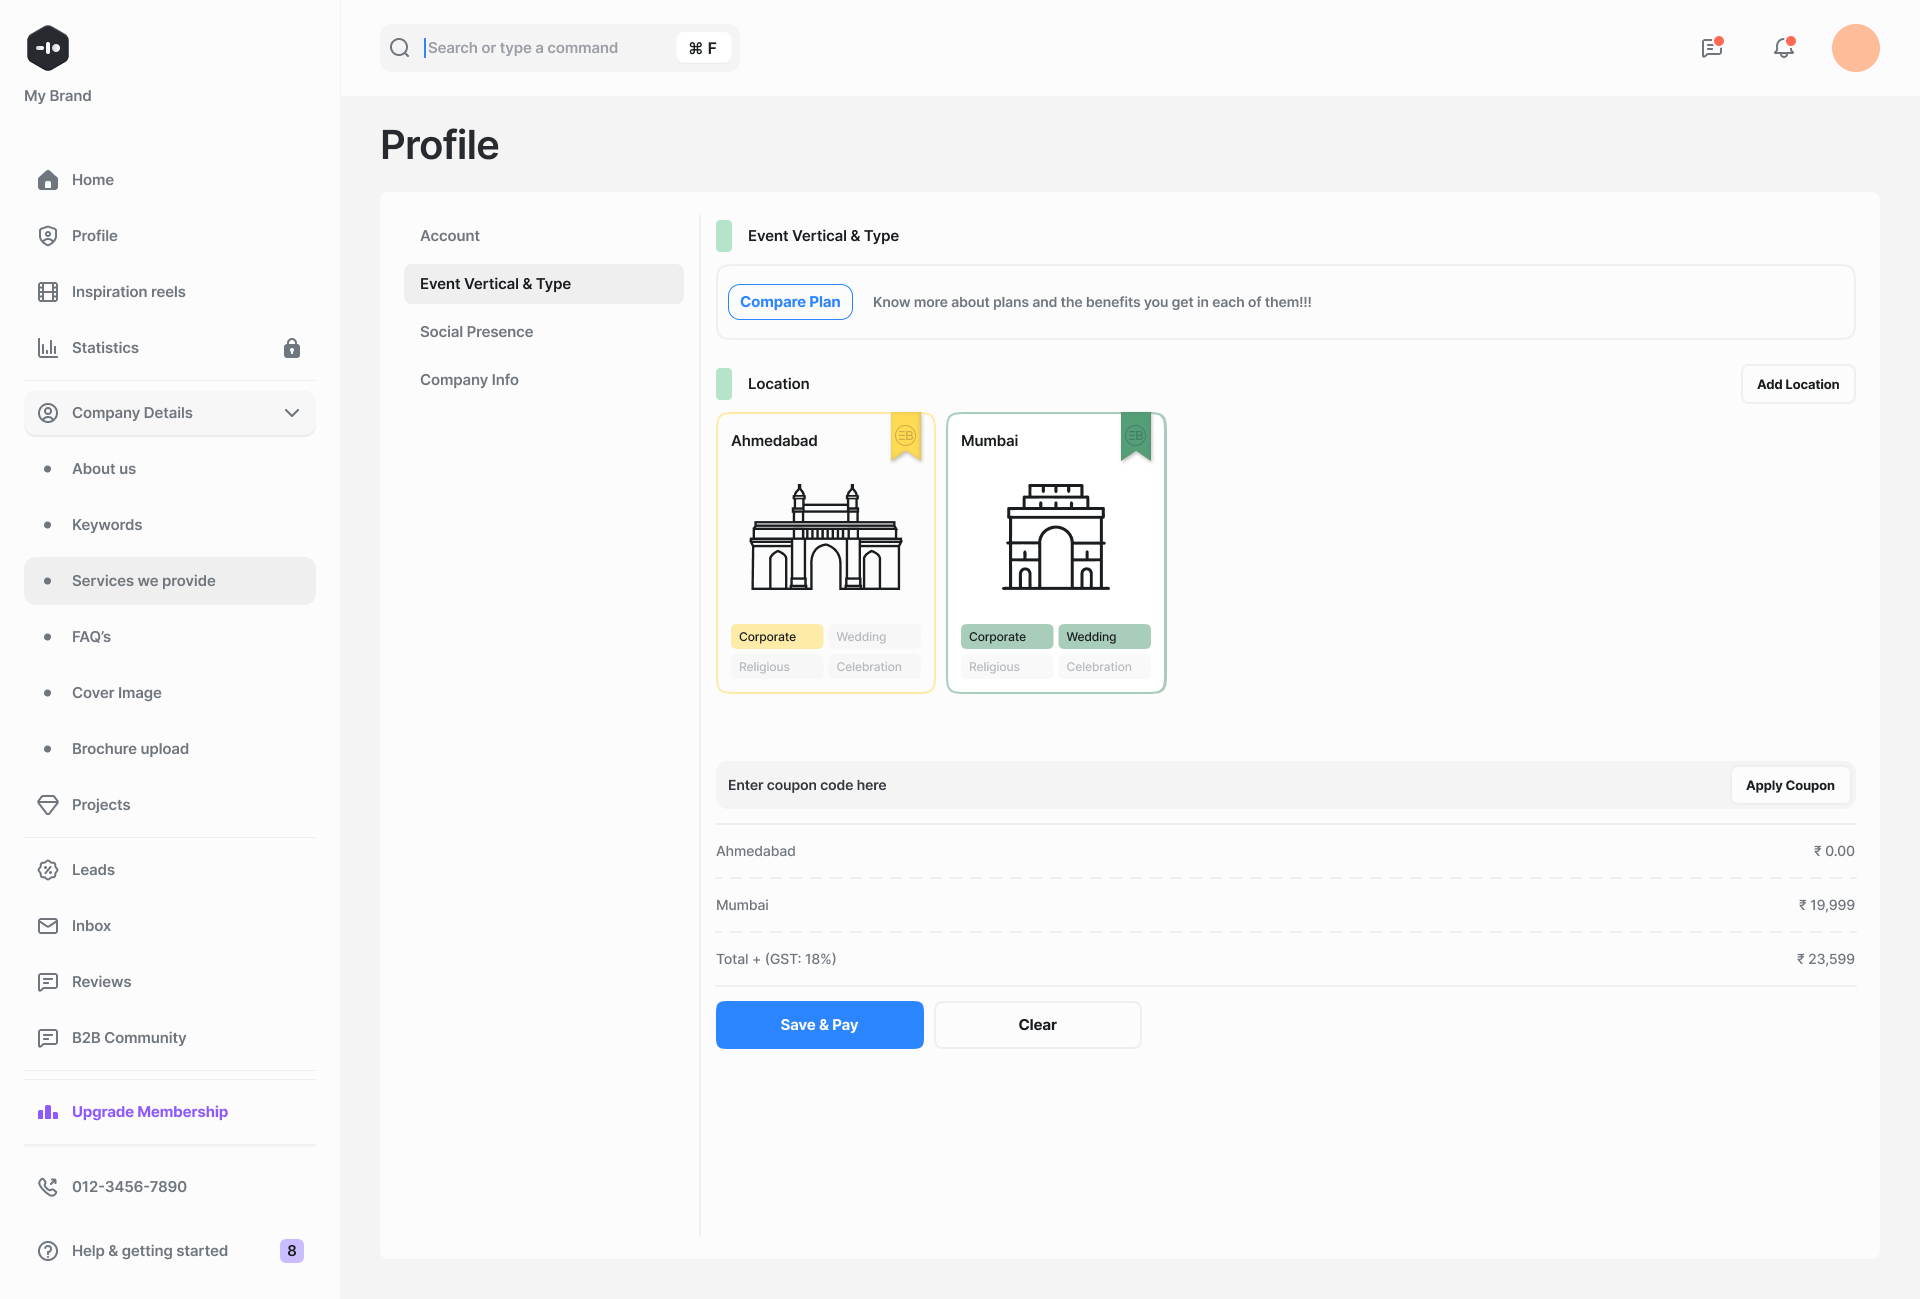 My Brand
Home
Profile
Inspiration reels
Statistics
Company Details
About us
Keywords
Services we provide
FAQ's
Cover Image
Brochure upload
Projects
Leads
Inbox
Reviews
B2B Community
Upgrade Membership
012-3456-7890
Help & getting started 8
Search or type a command ⌘ F
Profile
Account
Event Vertical & Type
Social Presence
Company Info
Event Vertical & Type
Compare Plan Know more about plans and the benefits you get in each of them!!!
Location Add Location
Ahmedabad
Corporate Wedding
Religious Celebration
Mumbai
Corporate Wedding
Religious Celebration
Enter coupon code here Apply Coupon
Ahmedabad ₹ 0.00
Mumbai ₹ 19,999
Total + (GST: 18%) ₹ 23,599
Save & Pay Clear